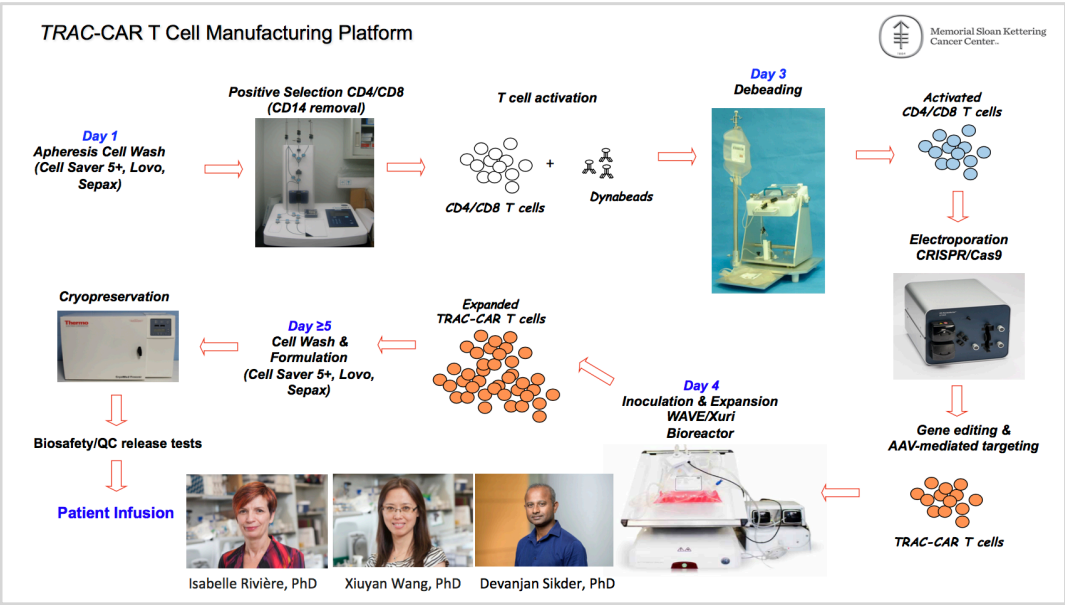 TRAC-CAR T Cell Manufacturing Platform
Memorial Sloan Kettering
Cancer Center
Day 1
Apheresis Cell Wash
(Cell Saver 5+, Lovo,
Sepax)
Positive Selection CD4/CD8
(CD14 removal)
T cell activation
+
CD4/CD8 T cells
Dynabeads
Day 3
Debeading
Activated
CD4/CD8 T cells
Electroporation
CRISPR/Cas9
Gene editing &
AAV-mediated targeting
TRAC-CAR T cells
Day 4
Inoculation & Expansion
WAVE/Xuri
Bioreactor
Expanded
TRAC-CAR T cells
Day ≥5
Cell Wash &
Formulation
(Cell Saver 5+, Lovo,
Sepax)
Cryopreservation
Thermo
Biosafety/QC release tests
Patient Infusion
Isabelle Rivière, PhD
Xiuyan Wang, PhD
Devanjan Sikder, PhD